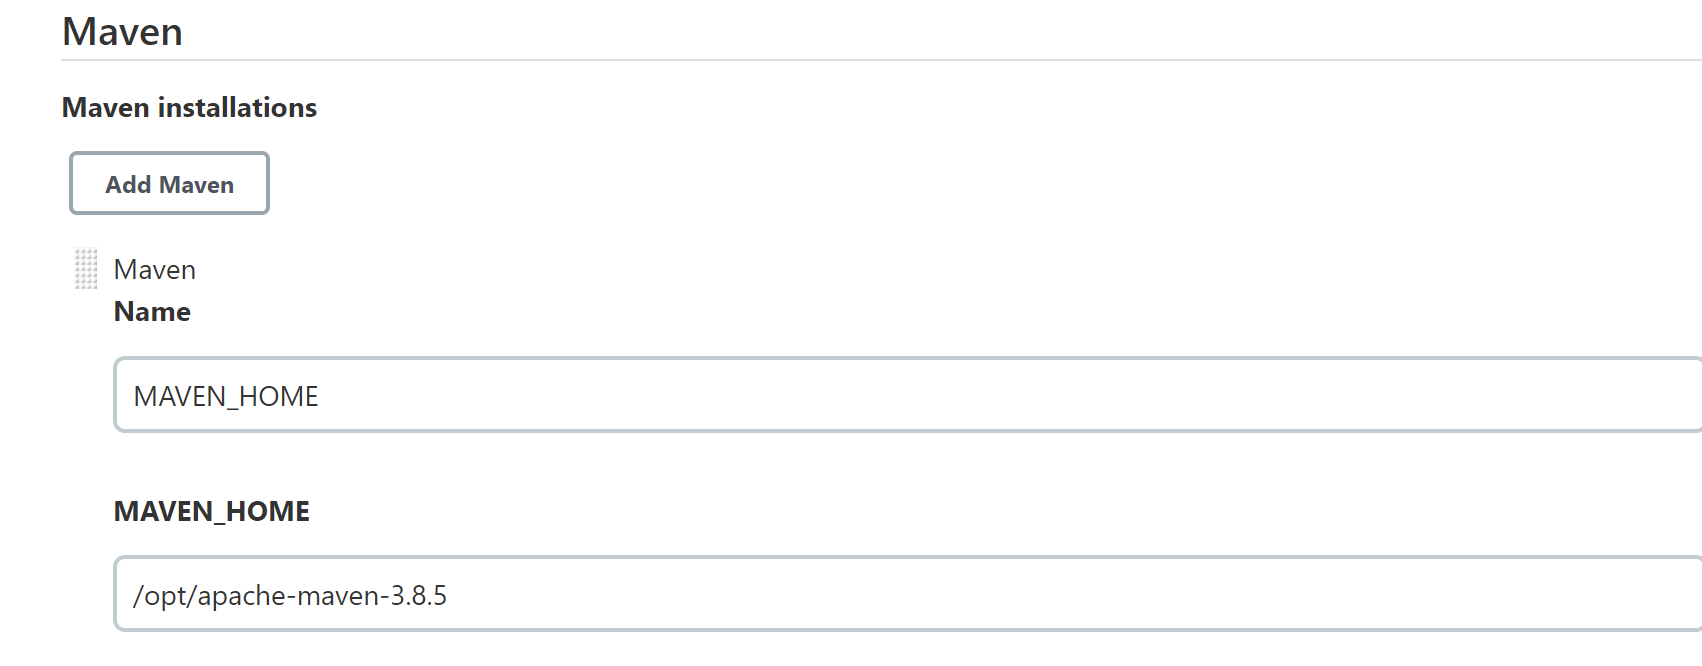 Maven
Maven installations
Add Maven
Maven
Name
MAVEN_HOME
MAVEN_HOME
/opt/apache-maven-3.8.5